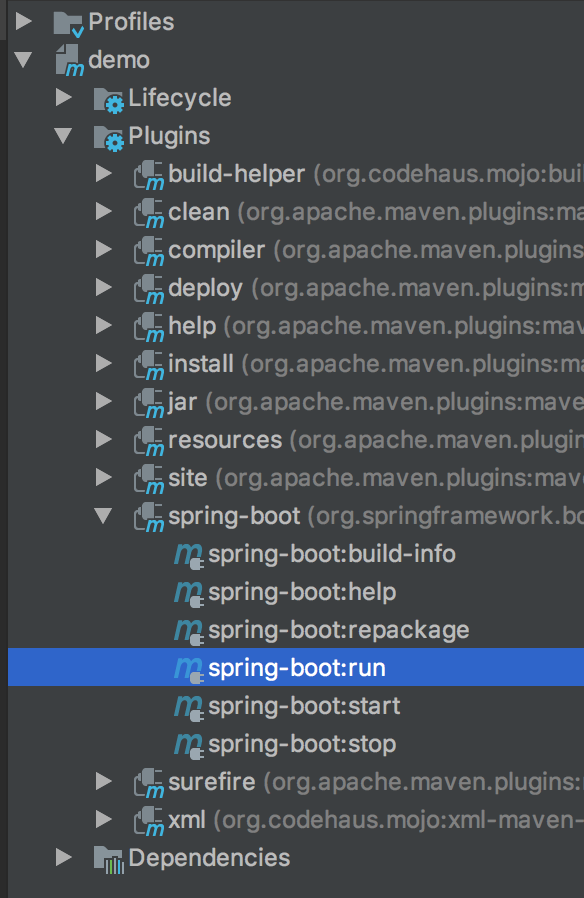 Profiles
demo
Lifecycle
Plugins
build-helper (org.codehaus.mojo:buil
clean (org.apache.maven.plugins:ma
compiler (org.apache.maven.plugins
deploy (org.apache.maven.plugins:m
help (org.apache.maven.plugins:mav
install (org.apache.maven.plugins:m
jar (org.apache.maven.plugins:mave
resources (org.apache.maven.plugin
site (org.apache.maven.plugins:mav
spring-boot (org.springframework.bo
spring-boot:build-info
spring-boot:help
spring-boot:repackage
spring-boot:run
spring-boot:start
spring-boot:stop
surefire (org.apache.maven.plugins:
xml (org.codehaus.mojo:xml-maven-
Dependencies